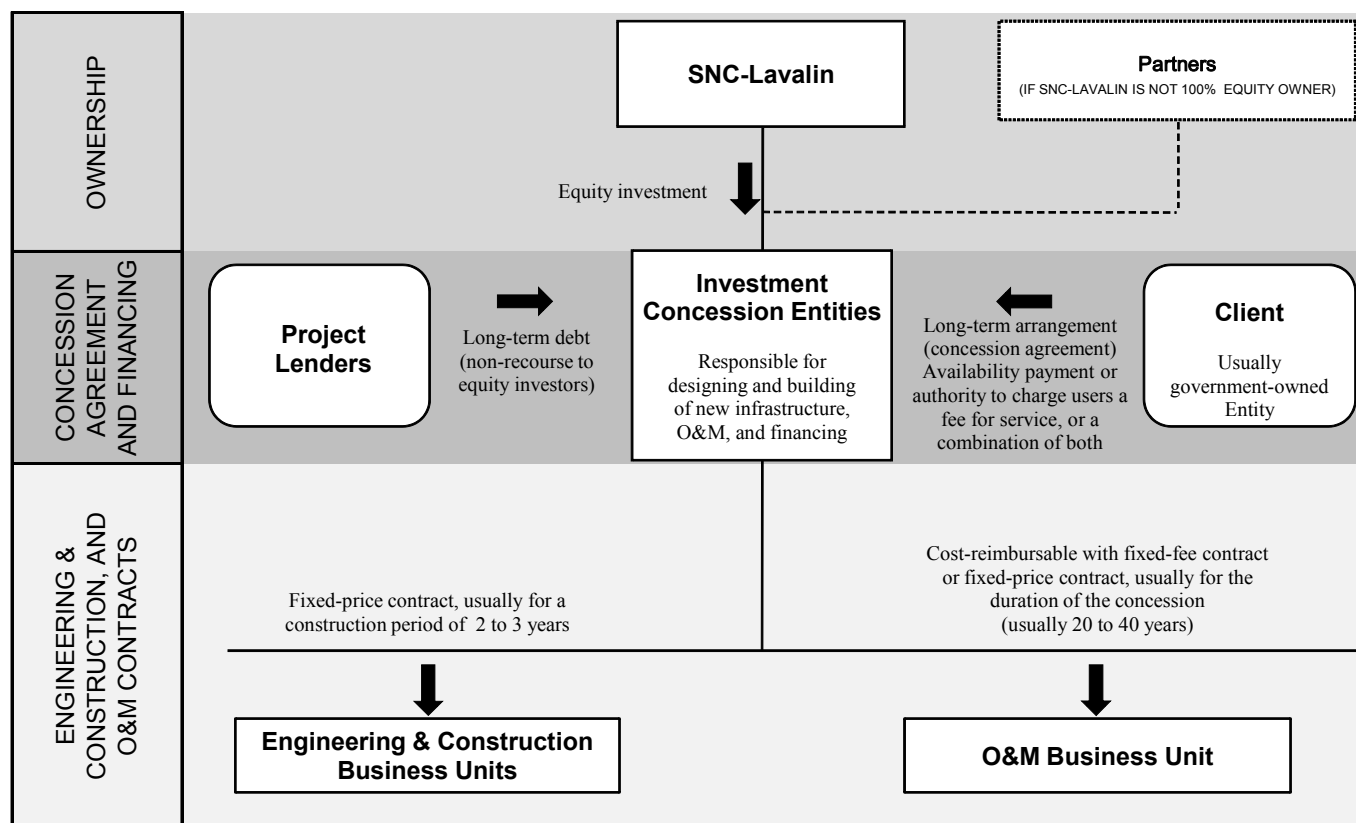 OWNERSHIP
SNC-Lavalin
Partners
(IF SNC-LAVALIN IS NOT 100% EQUITY OWNER)
Equity investment
CONCESSION
AGREEMENT
AND FINANCING
Project
Lenders
Long-term debt
(non-recourse to
equity investors)
Investment
Concession Entities
Responsible for
designing and building
of new infrastructure,
O&M, and financing
Long-term arrangement
(concession agreement)
Availability payment or
authority to charge users a
fee for service, or a
combination of both
Client
Usually
government-owned
Entity
ENGINEERING &
CONSTRUCTION, AND
O&M CONTRACTS
Fixed-price contract, usually for a
construction period of 2 to 3 years
Cost-reimbursable with fixed-fee contract
or fixed-price contract, usually for the
duration of the concession
(usually 20 to 40 years)
Engineering & Construction
Business Units
O&M Business Unit